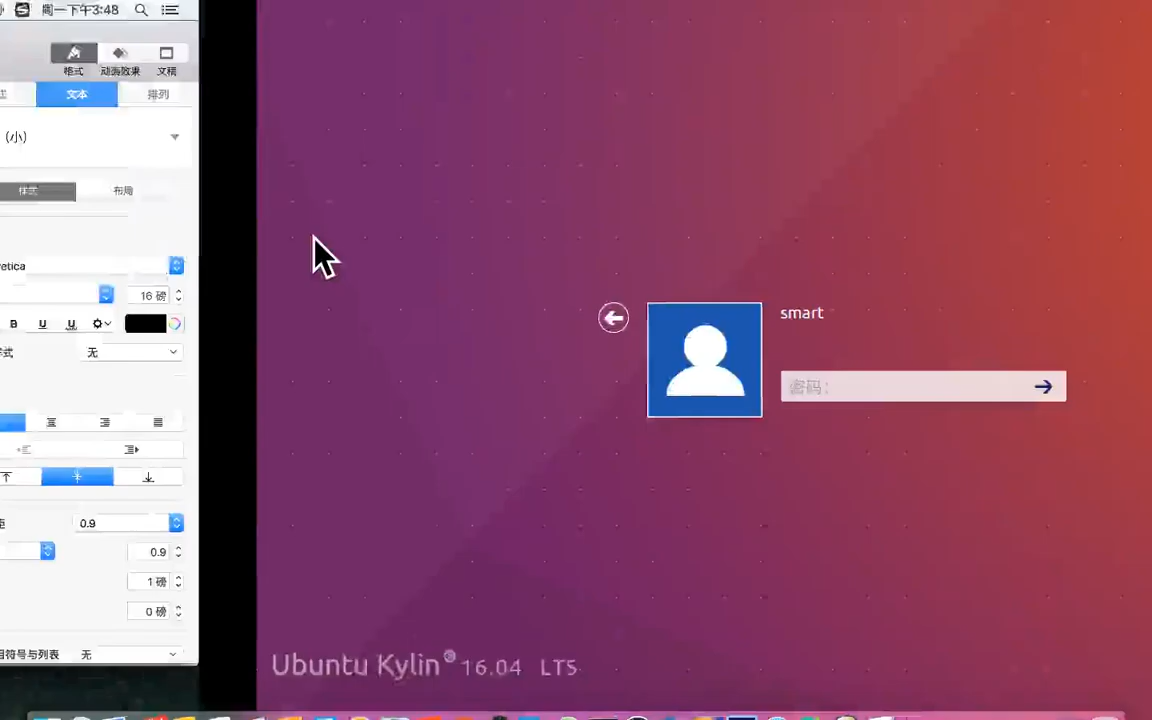 周一下午3:48
格式 动画效果 文稿
文本 排列
(小)
样式 布局
etica
16 磅
B U U
式 无
0.9
0.9
1 磅
0 磅
符号与列表 无
smart
密码：
Ubuntu Kylin® 16.04 LTS